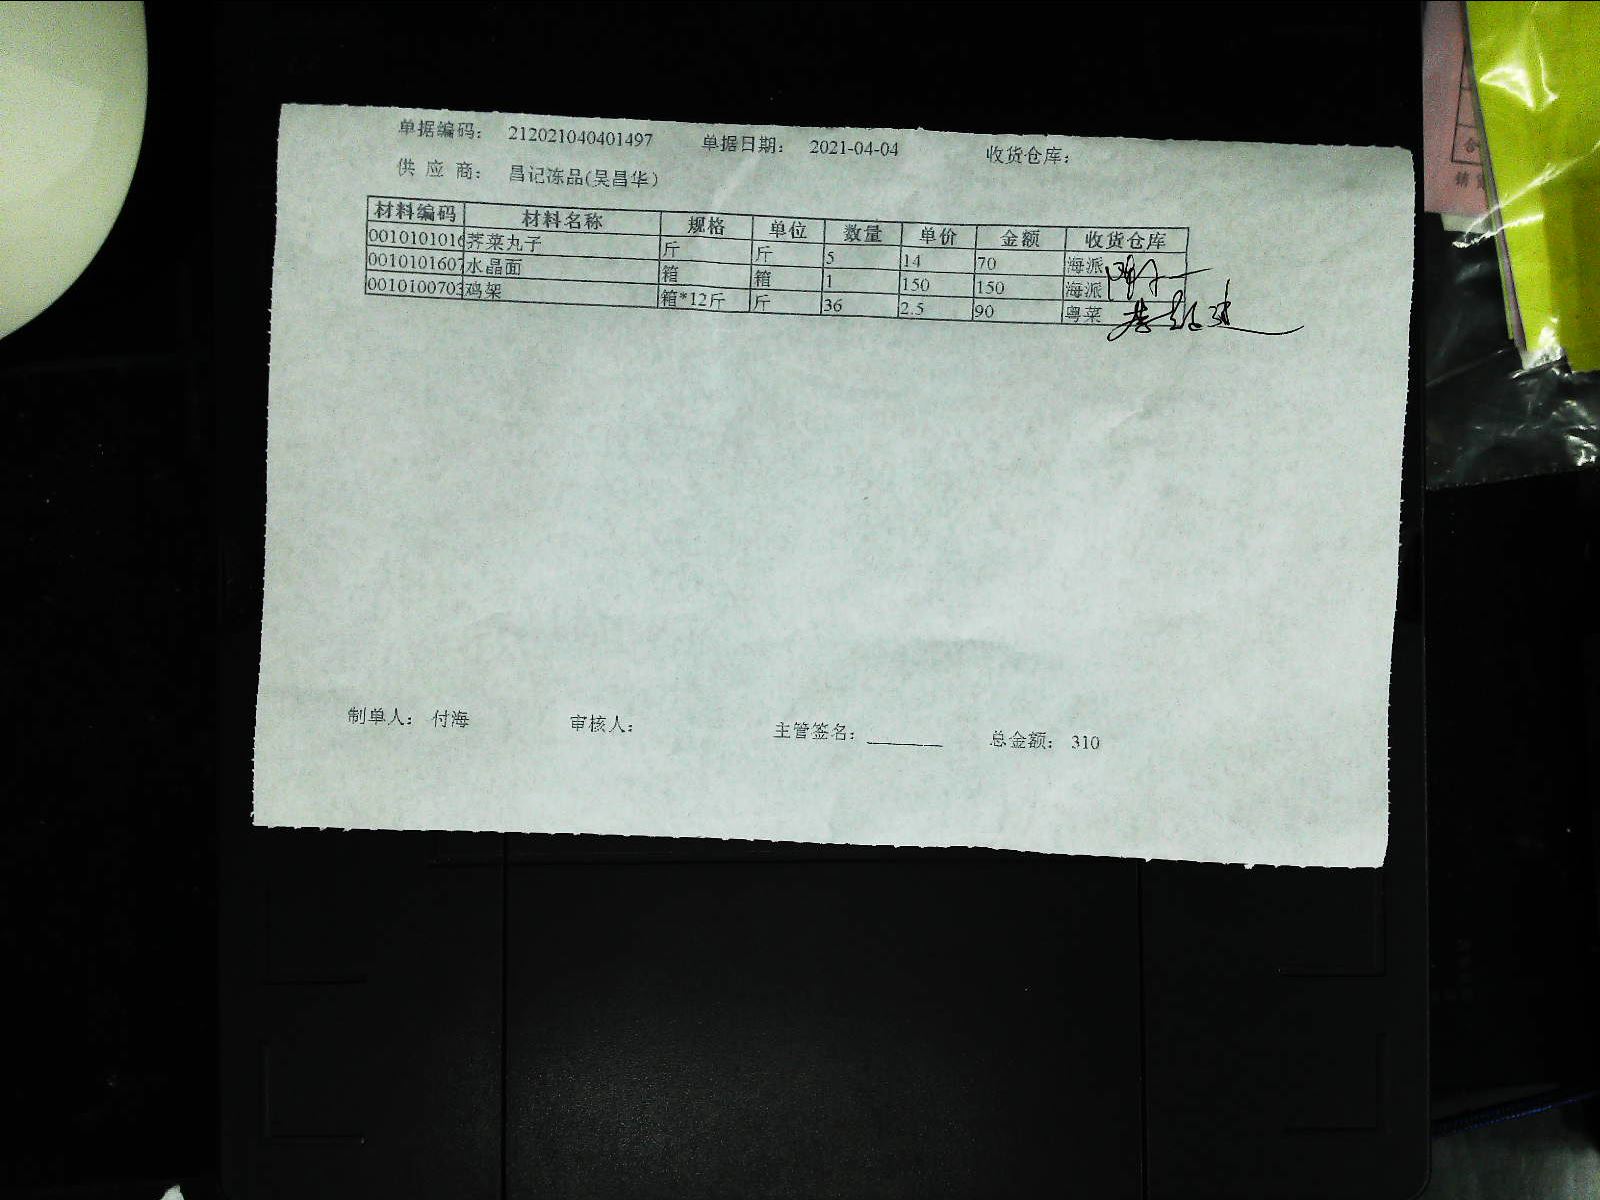 单据编码： 212021040401497 单据日期： 2021-04-04 收货仓库：
供 应 商： 昌记冻品(吴昌华)
材料编码 材料名称 规格 单位 数量 单价 金额 收货仓库
001010101 荠菜丸子 斤 斤 5 14 70 海派
0010101607 水晶面 箱 箱 1 150 150 海派
0010100703 鸡架 箱*12斤 斤 36 2.5 90 粤菜
制单人： 付海 审核人： 主管签名： 总金额： 310